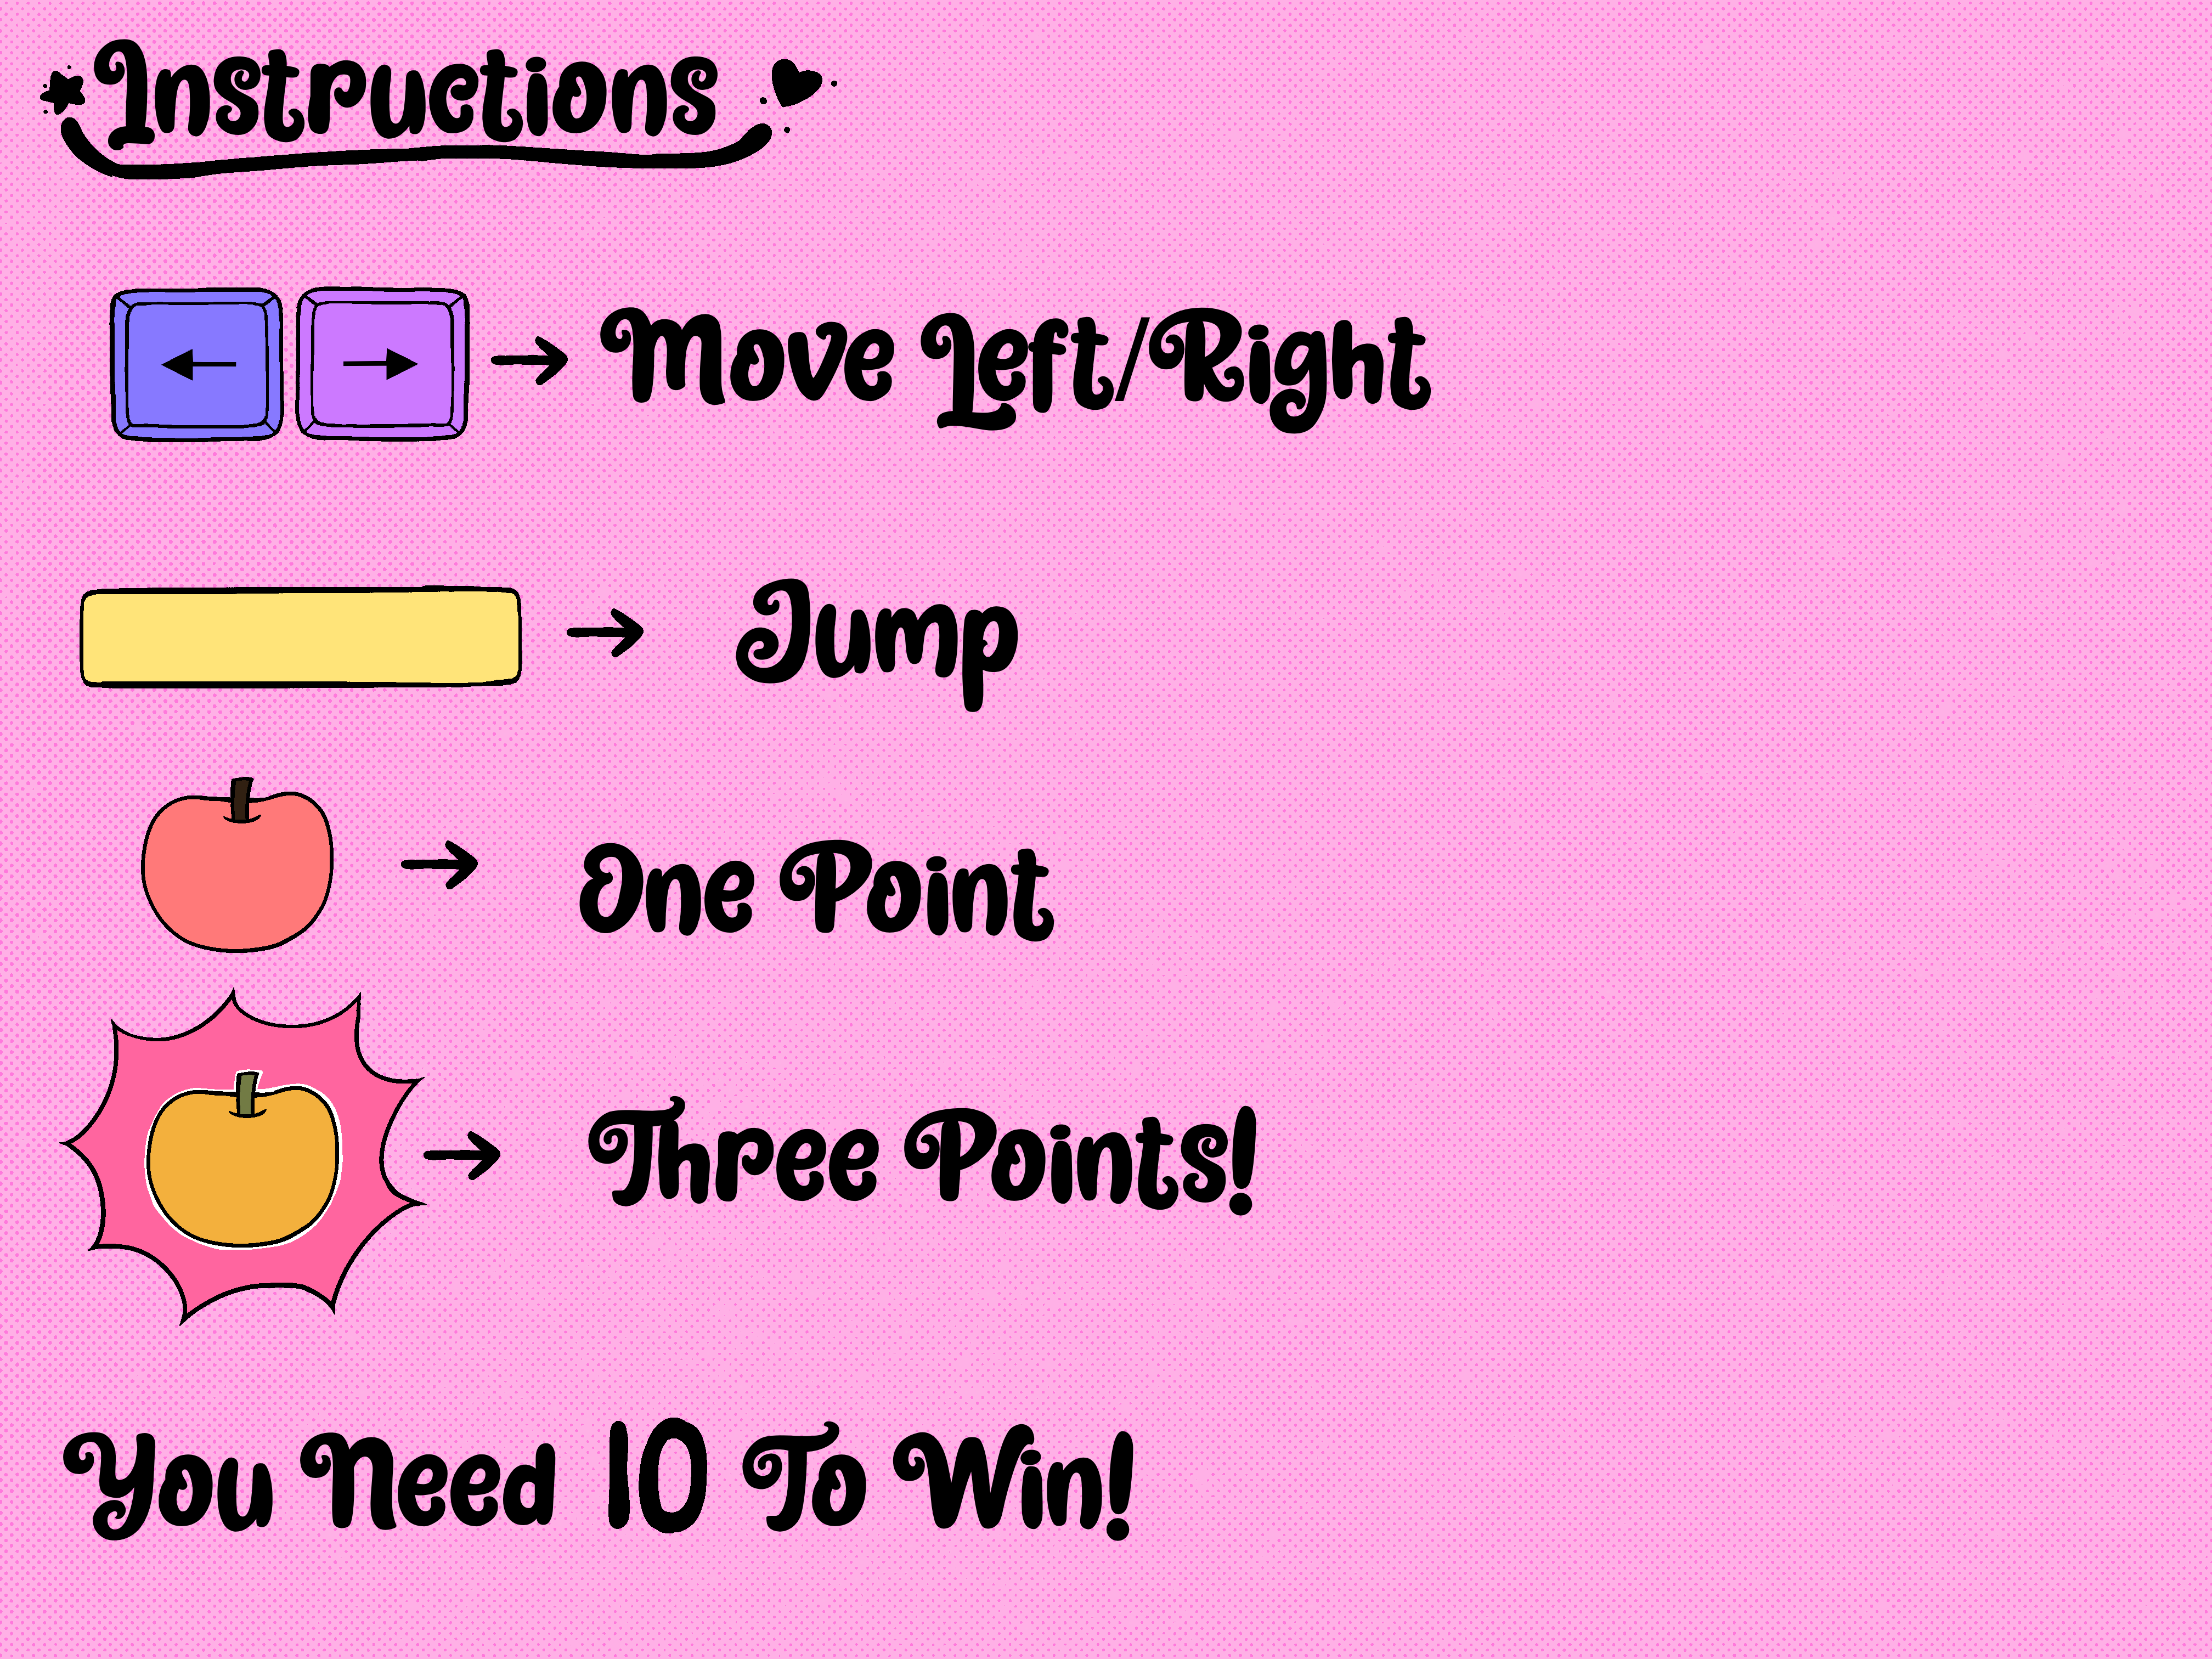 Instructions
Move Left/Right
Jump
One Point
Three Points!
You Need 10 To Win!